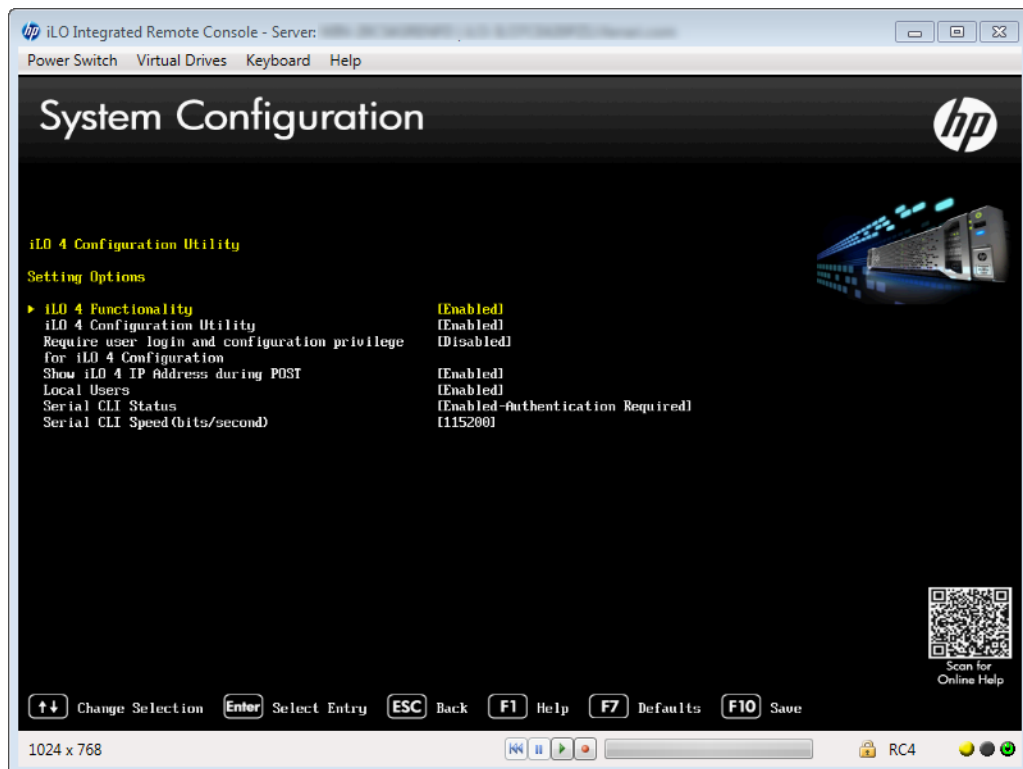 iLO Integrated Remote Console - Server:
Power Switch Virtual Drives Keyboard Help
System Configuration
hp
iLO 4 Configuration Utility
Setting Options
iLO 4 Functionality [Enabled]
iLO 4 Configuration Utility [Enabled]
Require user login and configuration privilege [Disabled]
for iLO 4 Configuration
Show iLO 4 IP Address during POST [Enabled]
Local Users [Enabled]
Serial CLI Status [Enabled-Authentication Required]
Serial CLI Speed(bits/second) [115200]
Scan for
Online Help
Change Selection Enter Select Entry ESC Back F1 Help F7 Defaults F10 Save
1024 x 768 RC4